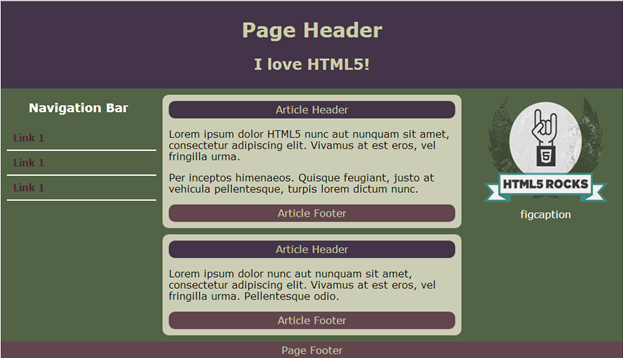 Page Header
I love HTML5!
Navigation Bar
Link 1
Link 1
Link 1
Article Header
Lorem ipsum dolor HTML5 nunc aut nunquam sit amet,
consectetur adipiscing elit. Vivamus at est eros, vel
fringilla urna.
Per inceptos himenaeos. Quisque feugiant, justo at
vehicula pellentesque, turpis lorem dictum nunc.
Article Footer
Article Header
Lorem ipsum dolor nunc aut nunquam sit amet,
consectetur adipiscing elit. Vivamus at est eros, vel
fringilla urna. Pellentesque odio.
Article Footer
5
HTML5 ROCKS
figcaption
Page Footer